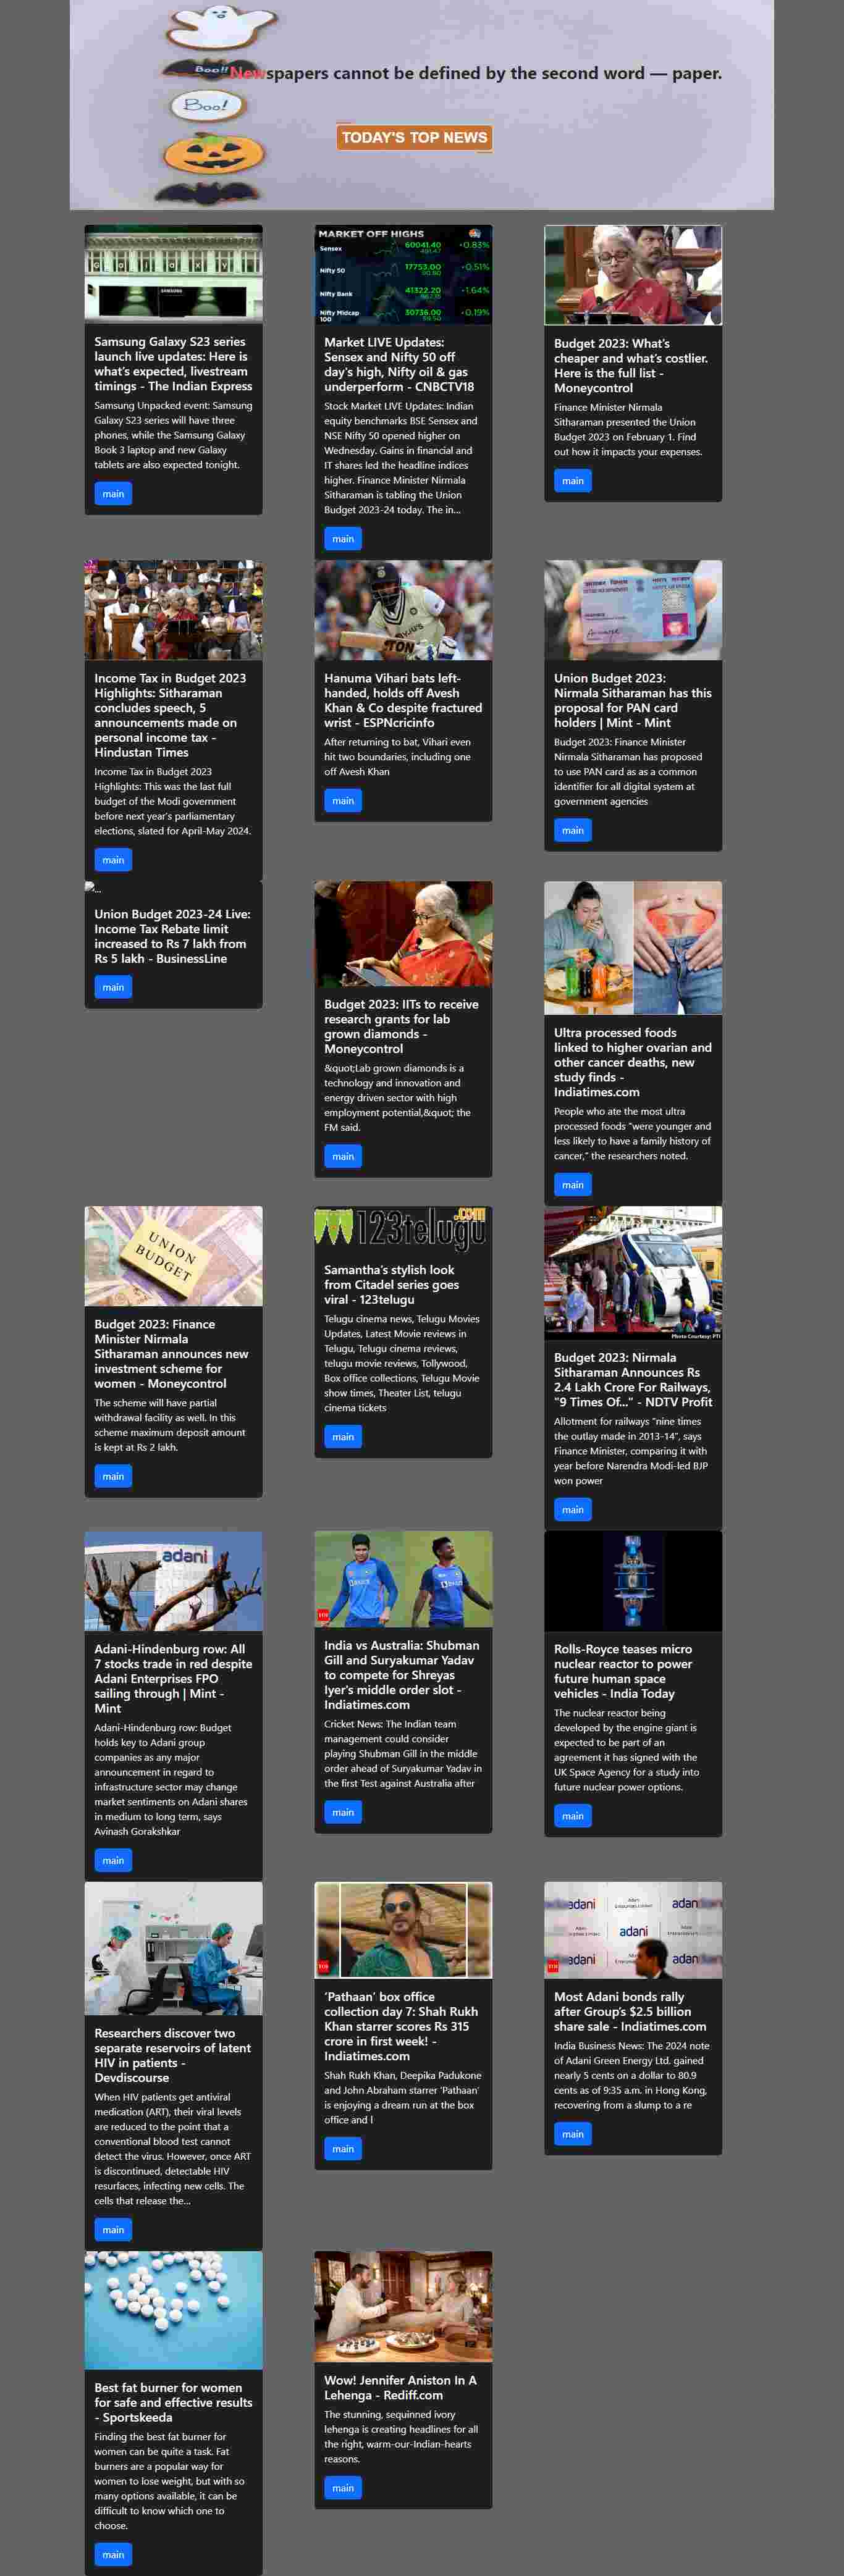 Boo!!
Newspapers cannot be defined by the second word — paper.
Boo!
TODAY'S TOP NEWS
Galaxy
SAMSUNG
Samsung Galaxy S23 series
launch live updates: Here is
what's expected, livestream
timings - The Indian Express
Samsung Unpacked event: Samsung
Galaxy S23 series will have three
phones, while the Samsung Galaxy
Book 3 laptop and new Galaxy
tablets are also expected tonight.
main
MARKET OFF HIGHS
Sensex 60041.40 +0.83%
491.47
Nifty 50 17753.00 +0.51%
90.80
Nifty Bank 41322.20 +1.64%
667.15
Nifty Midcap 100 30736.00 +0.19%
59.50
Market LIVE Updates:
Sensex and Nifty 50 off
day's high, Nifty oil & gas
underperform - CNBCTV18
Stock Market LIVE Updates: Indian
equity benchmarks BSE Sensex and
NSE Nifty 50 opened higher on
Wednesday. Gains in financial and
IT shares led the headline indices
higher. Finance Minister Nirmala
Sitharaman is tabling the Union
Budget 2023-24 today. The in...
main
Budget 2023: What's
cheaper and what's costlier.
Here is the full list -
Moneycontrol
Finance Minister Nirmala
Sitharaman presented the Union
Budget 2023 on February 1. Find
out how it impacts your expenses.
main
Income Tax in Budget 2023
Highlights: Sitharaman
concludes speech, 5
announcements made on
personal income tax -
Hindustan Times
Income Tax in Budget 2023
Highlights: This was the last full
budget of the Modi government
before next year's parliamentary
elections, slated for April-May 2024.
main
BYJU'S
TON
Hanuma Vihari bats left-
handed, holds off Avesh
Khan & Co despite fractured
wrist - ESPNcricinfo
After returning to bat, Vihari even
hit two boundaries, including one
off Avesh Khan
main
Union Budget 2023:
Nirmala Sitharaman has this
proposal for PAN card
holders | Mint - Mint
Budget 2023: Finance Minister
Nirmala Sitharaman has proposed
to use PAN card as as a common
identifier for all digital system at
government agencies
main
...
Union Budget 2023-24 Live:
Income Tax Rebate limit
increased to Rs 7 lakh from
Rs 5 lakh - BusinessLine
main
Budget 2023: IITs to receive
research grants for lab
grown diamonds -
Moneycontrol
&quot;Lab grown diamonds is a
technology and innovation and
energy driven sector with high
employment potential,&quot; the
FM said.
main
Ultra processed foods
linked to higher ovarian and
other cancer deaths, new
study finds -
Indiatimes.com
People who ate the most ultra
processed foods “were younger and
less likely to have a family history of
cancer,” the researchers noted.
main
UNION
BUDGET
Budget 2023: Finance
Minister Nirmala
Sitharaman announces new
investment scheme for
women - Moneycontrol
The scheme will have partial
withdrawal facility as well. In this
scheme maximum deposit amount
is kept at Rs 2 lakh.
main
123telugu.com
Samantha's stylish look
from Citadel series goes
viral - 123telugu
Telugu cinema news, Telugu Movies
Updates, Latest Movie reviews in
Telugu, Telugu cinema reviews,
telugu movie reviews, Tollywood,
Box office collections, Telugu Movie
show times, Theater List, telugu
cinema tickets
main
Photo Courtesy: PTI
Budget 2023: Nirmala
Sitharaman Announces Rs
2.4 Lakh Crore For Railways,
"9 Times Of..." - NDTV Profit
Allotment for railways "nine times
the outlay made in 2013-14", says
Finance Minister, comparing it with
year before Narendra Modi-led BJP
won power
main
adani
Adani-Hindenburg row: All
7 stocks trade in red despite
Adani Enterprises FPO
sailing through | Mint -
Mint
Adani-Hindenburg row: Budget
holds key to Adani group
companies as any major
announcement in regard to
infrastructure sector may change
market sentiments on Adani shares
in medium to long term, says
Avinash Gorakshkar
main
TOI
India vs Australia: Shubman
Gill and Suryakumar Yadav
to compete for Shreyas
Iyer's middle order slot -
Indiatimes.com
Cricket News: The Indian team
management could consider
playing Shubman Gill in the middle
order ahead of Suryakumar Yadav in
the first Test against Australia after
main
Rolls-Royce teases micro
nuclear reactor to power
future human space
vehicles - India Today
The nuclear reactor being
developed by the engine giant is
expected to be part of an
agreement it has signed with the
UK Space Agency for a study into
future nuclear power options.
main
Researchers discover two
separate reservoirs of latent
HIV in patients -
Devdiscourse
When HIV patients get antiviral
medication (ART), their viral levels
are reduced to the point that a
conventional blood test cannot
detect the virus. However, once ART
is discontinued, detectable HIV
resurfaces, infecting new cells. The
cells that release the...
main
TOI
‘Pathaan’ box office
collection day 7: Shah Rukh
Khan starrer scores Rs 315
crore in first week! -
Indiatimes.com
Shah Rukh Khan, Deepika Padukone
and John Abraham starrer 'Pathaan'
is enjoying a dream run at the box
office and l
main
adani
adani
adani
adani
adani
TOI
Most Adani bonds rally
after Group's $2.5 billion
share sale - Indiatimes.com
India Business News: The 2024 note
of Adani Green Energy Ltd. gained
nearly 5 cents on a dollar to 80.9
cents as of 9:35 a.m. in Hong Kong,
recovering from a slump to a re
main
Best fat burner for women
for safe and effective results
- Sportskeeda
Finding the best fat burner for
women can be quite a task. Fat
burners are a popular way for
women to lose weight, but with so
many options available, it can be
difficult to know which one to
choose.
main
Wow! Jennifer Aniston In A
Lehenga - Rediff.com
The stunning, sequinned ivory
lehenga is creating headlines for all
the right, warm-our-Indian-hearts
reasons.
main